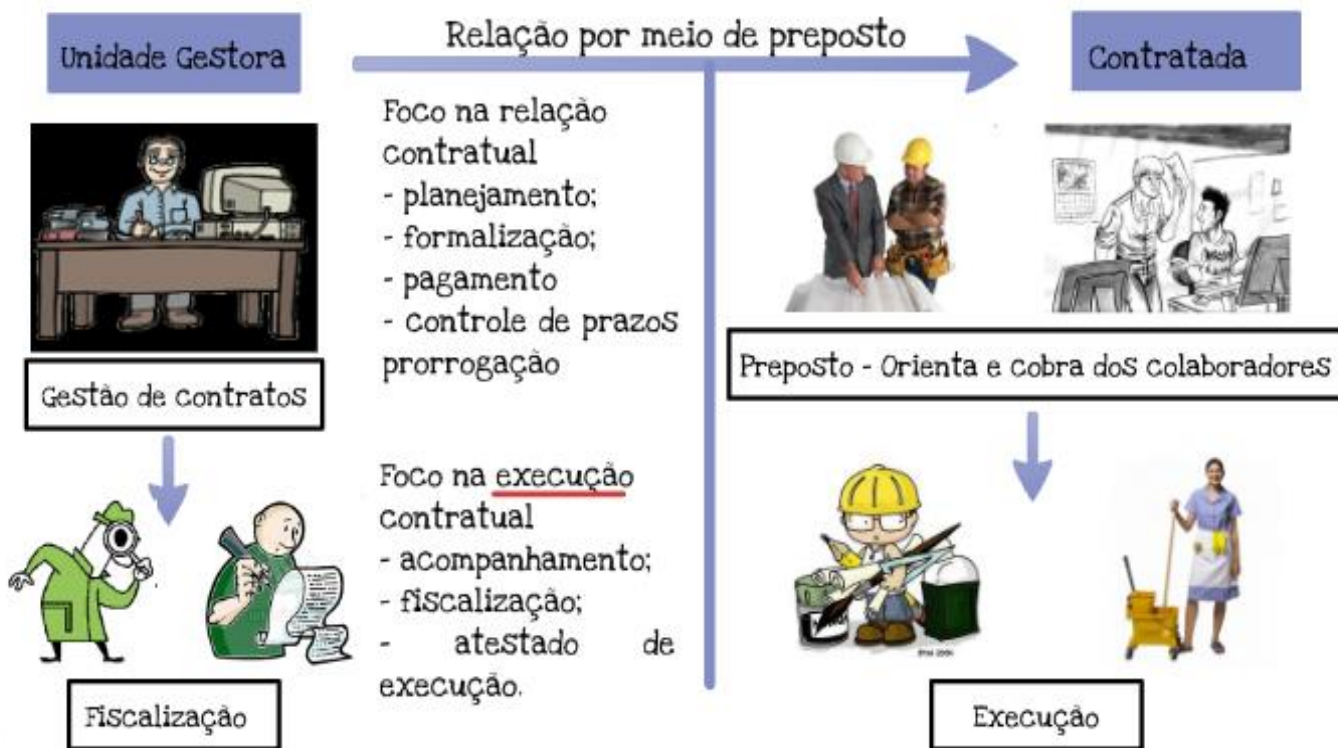 Unidade Gestora
Relação por meio de preposto
Contratada
Foco na relação
contratual
- planejamento;
- formalização;
- pagamento
- controle de prazos
prorrogação
Gestão de contratos
Preposto - Orienta e cobra dos colaboradores
Foco na execução
contratual
- acompanhamento;
- fiscalização;
- atestado de
execução.
Fiscalização
Execução